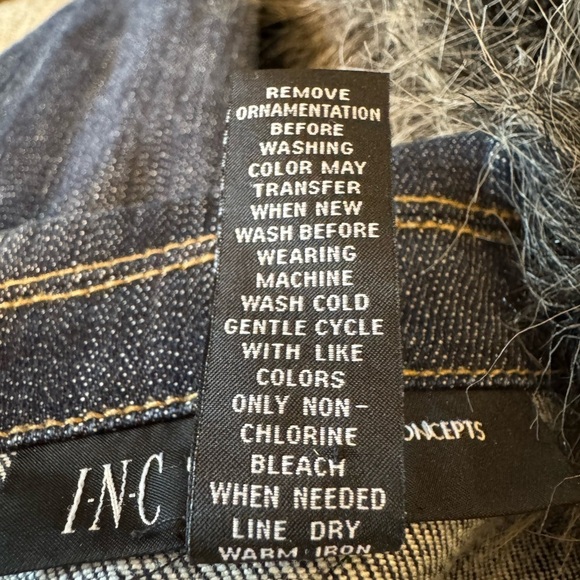 REMOVE
ORNAMENTATION
BEFORE
WASHING
COLOR MAY
TRANSFER
WHEN NEW
WASH BEFORE
WEARING
MACHINE
WASH COLD
GENTLE CYCLE
WITH LIKE
COLORS
ONLY NON-
CHLORINE
BLEACH
WHEN NEEDED
LINE DRY
WARM IRON
I·N·C
ONCEPTS